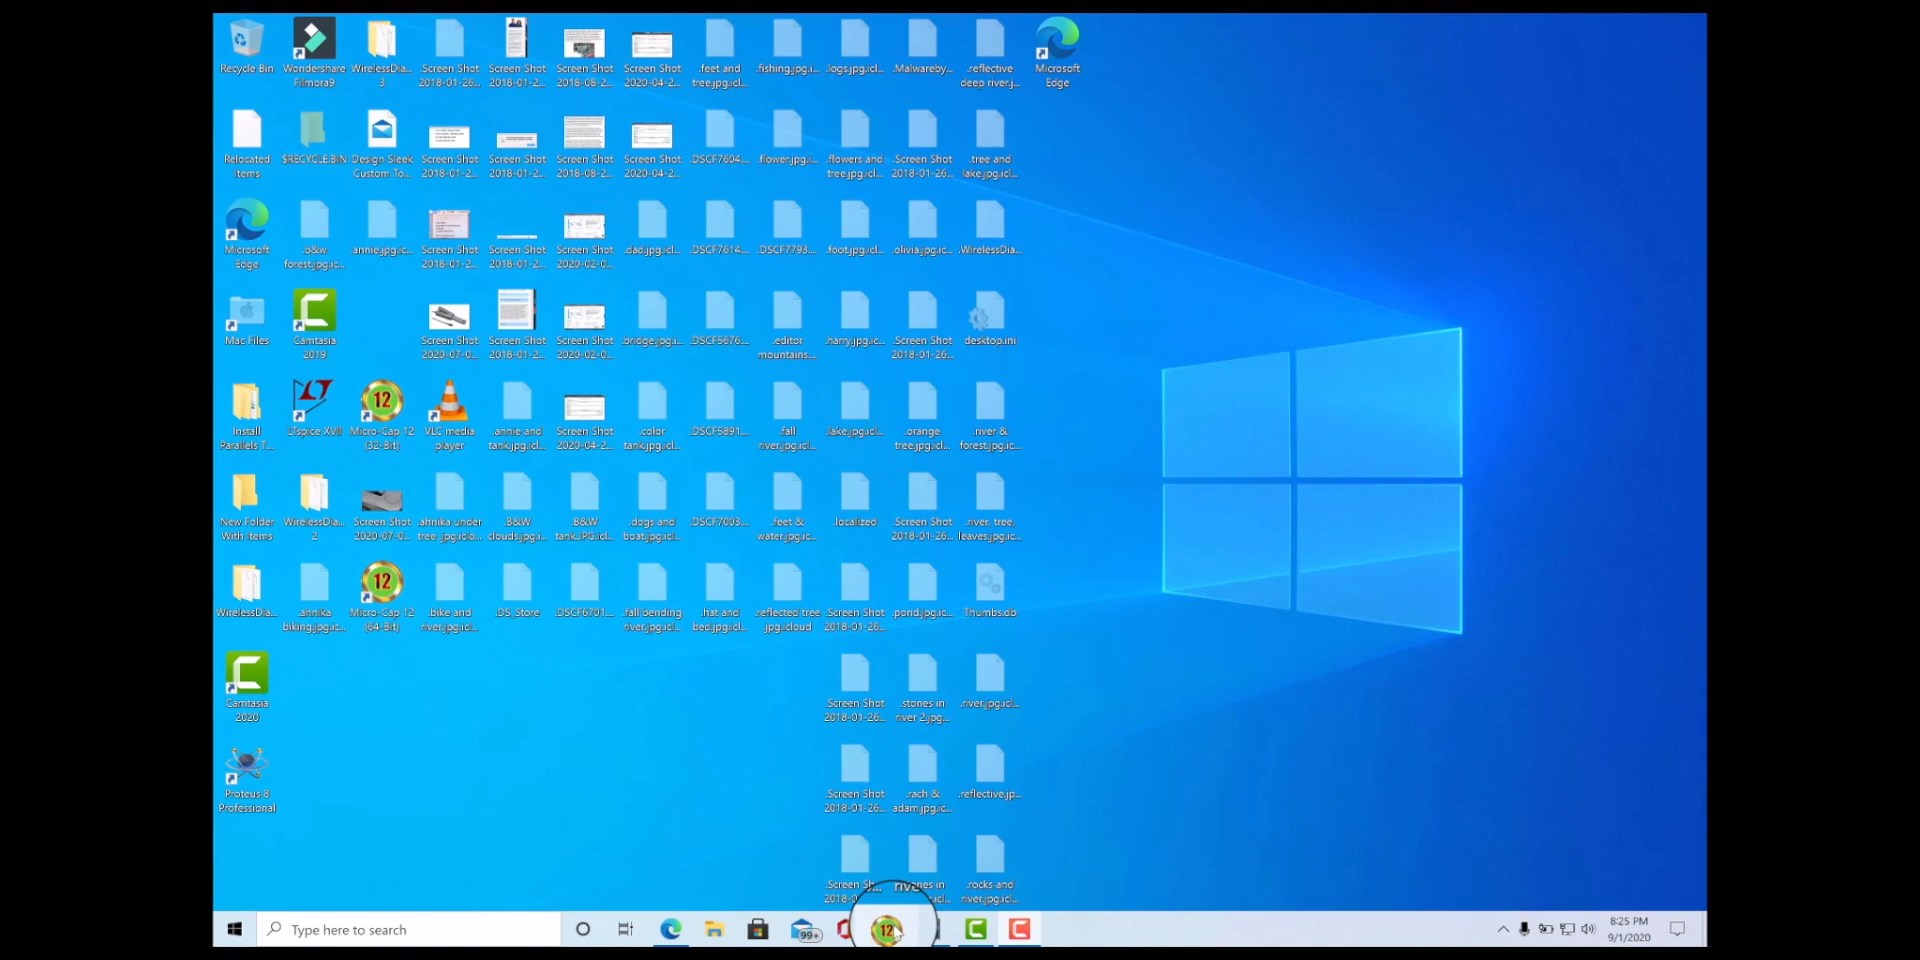 Recycle Bin
Wondershare Filmora9
WirelessDia... 3
.Screen Shot 2018-01-26...
Screen Shot 2018-01-2...
Screen Shot 2018-08-2...
Screen Shot 2020-04-2...
.feet and tree.jpg.icl...
.fishing.jpg.i...
.logs.jpg.icl...
.Malwareby...
.reflective deep river.j...
Microsoft Edge
Relocated Items
$RECYCLE.BIN
Design Sleek Custom To...
Screen Shot 2018-01-2...
Screen Shot 2018-01-2...
Screen Shot 2018-08-2...
Screen Shot 2020-04-2...
.DSCF7604....
.flower.jpg.i...
.flowers and tree.jpg.icl...
.Screen Shot 2018-01-26...
.tree and lake.jpg.icl...
Microsoft Edge
.b&w forest.jpg.ic...
annie.jpg.ic...
Screen Shot 2018-01-2...
Screen Shot 2018-01-2...
Screen Shot 2020-02-0...
.dad.jpg.icl...
.DSCF7614....
.DSCF7793....
.foot.jpg.icl...
.olivia.jpg.ic...
.WirelessDia...
Mac Files
Camtasia 2019
Screen Shot 2020-07-0...
Screen Shot 2018-01-2...
Screen Shot 2020-02-0...
.bridge.jpg.i...
.DSCF5676....
.editor mountains....
.harry.jpg.ic...
.Screen Shot 2018-01-26...
desktop.ini
Install Parallels T...
LTspice XVII
12
Micro-Cap 12 (32-Bit)
VLC media player
.annie and tank.jpg.icl...
Screen Shot 2020-04-2...
.color tank.jpg.icl...
.DSCF5891....
.fall river.jpg.icl...
.lake.jpg.icl...
.orange tree.jpg.icl...
.river & forest.jpg.ic...
New Folder With Items
WirelessDia... 2
Screen Shot 2020-07-0...
.ahnika under tree .jpg.iclo...
.B&W clouds.jpg.i...
.B&W tank.JPG.icl...
.dogs and boat.jpg.icl...
.DSCF7003....
.feet & water.jpg.ic...
.localized
.Screen Shot 2018-01-26...
.river, tree, leaves.jpg.ic...
WirelessDia...
.annika biking.jpg.ic...
12
Micro-Cap 12 (64-Bit)
.bike and river.jpg.icl...
.DS_Store
.DSCF6701....
.fall bending river.jpg.icl...
.hat and bed.jpg.icl...
.reflected tree .jpg.icloud
.Screen Shot 2018-01-26...
.pond.jpg.ic...
Thumbs.db
Camtasia 2020
.Screen Shot 2018-01-26...
.stones in river 2.jpg....
.river.jpg.icl...
Proteus 8 Professional
.Screen Shot 2018-01-26...
.rach & adam.jpg.ic...
.reflective.jp...
.rocks and river.jpg.icl...
Type here to search
99+
12
8:25 PM
9/1/2020